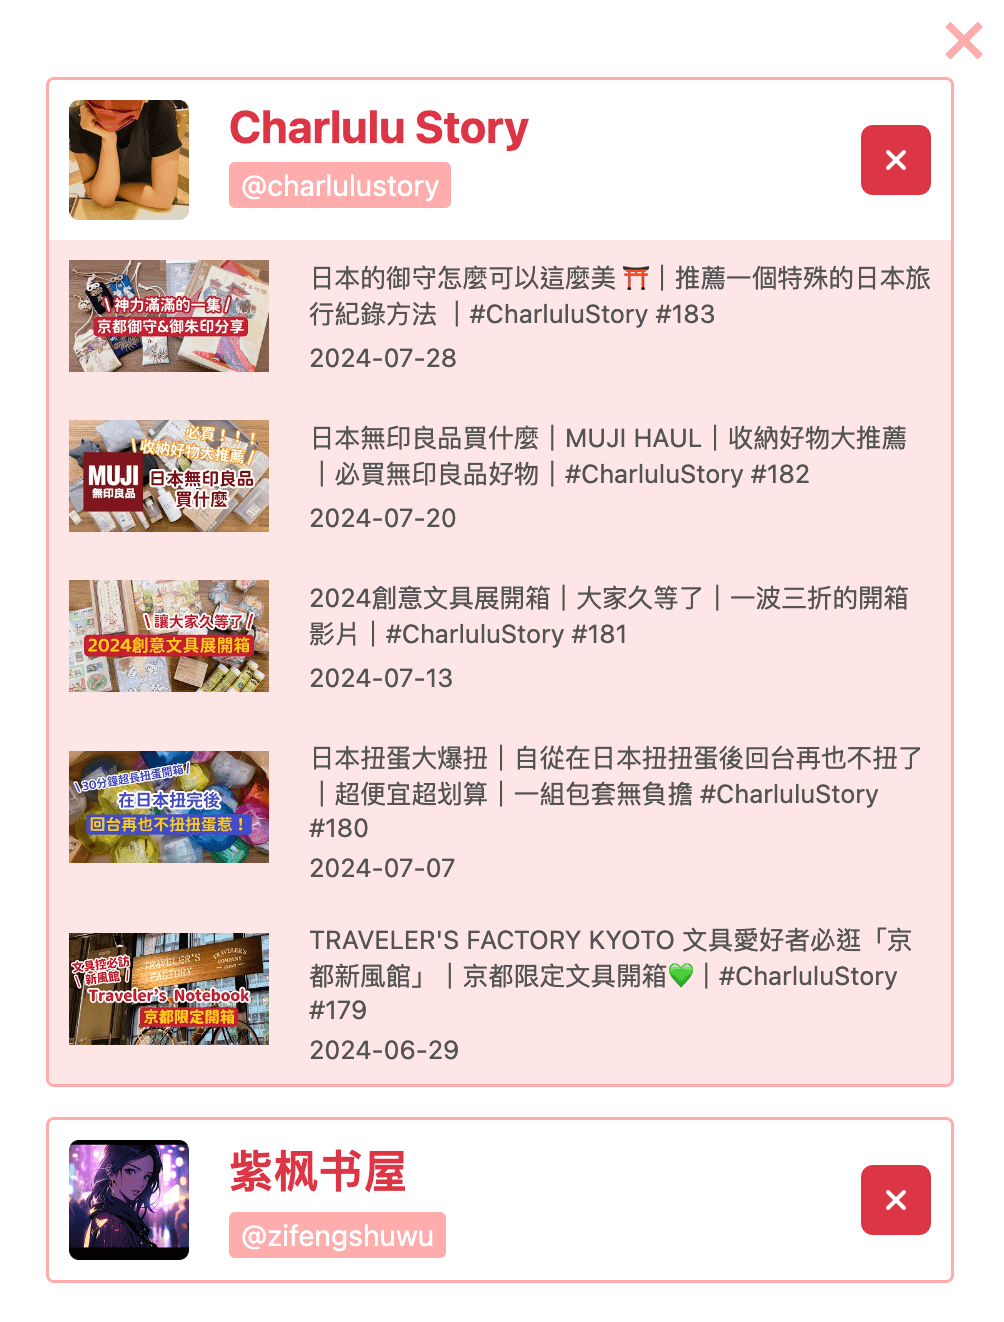 Charlulu Story
@charlulustory
\ 神力滿滿的一集 /
京都御守&御朱印分享
日本的御守怎麼可以這麼美 ⛩️｜推薦一個特殊的日本旅
行紀錄方法 ｜#CharluluStory #183
2024-07-28
必買！！！
\ 收納好物大推薦 /
MUJI
無印良品
日本無印良品
買什麼
日本無印良品買什麼｜MUJI HAUL｜收納好物大推薦
｜必買無印良品好物｜#CharluluStory #182
2024-07-20
\ 讓大家久等了 /
2024創意文具展開箱
2024創意文具展開箱｜大家久等了｜一波三折的開箱
影片｜#CharluluStory #181
2024-07-13
\ 30分鐘超長扭蛋開箱 /
在日本扭完後
回台再也不扭扭蛋惹！
日本扭蛋大爆扭｜自從在日本扭扭蛋後回台再也不扭了
｜超便宜超划算｜一組包套無負擔 #CharluluStory
#180
2024-07-07
文具控必訪
\ 新風館 /
TRAVELER'S
FACTORY
TRAVELER'S
COMPANY
Traveler's Notebook
京都限定開箱
TRAVELER'S FACTORY KYOTO 文具愛好者必逛「京
都新風館」｜京都限定文具開箱💚｜#CharluluStory
#179
2024-06-29
紫枫书屋
@zifengshuwu